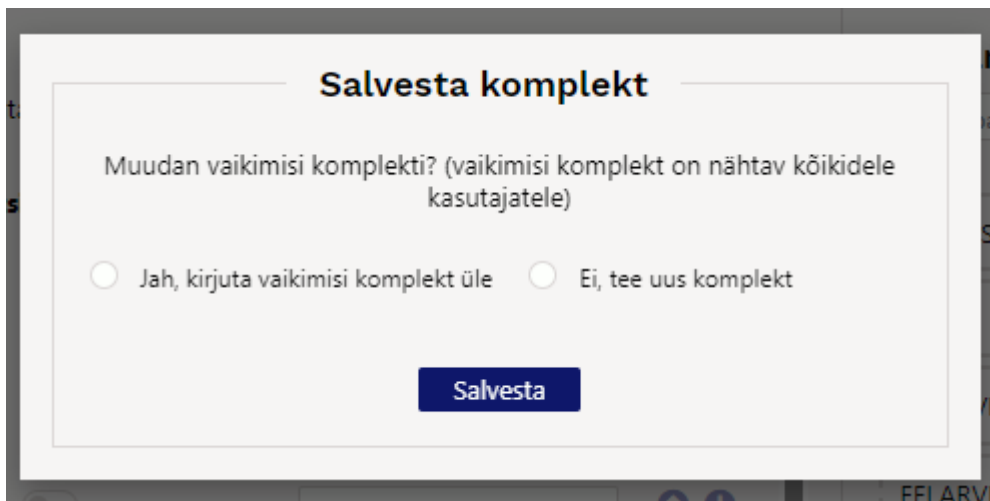 Salvesta komplekt
Muudan vaikimisi komplekti? (vaikimisi komplekt on nähtav kõikidele
kasutajatele)
Jah, kirjuta vaikimisi komplekt üle
Ei, tee uus komplekt
Salvesta